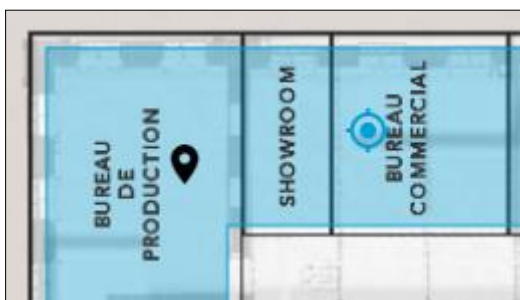 BUREAU
DE
PRODUCTION
SHOWROOM
BUREAU
COMMERCIAL